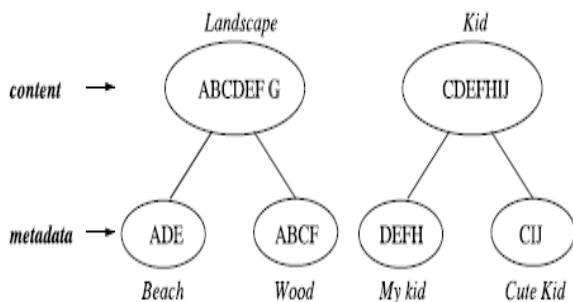 Landscape Kid
content ABCDEF G CDEFHIJ
metadata ADE ABCF DEFH CIJ
Beach Wood My kid Cute Kid